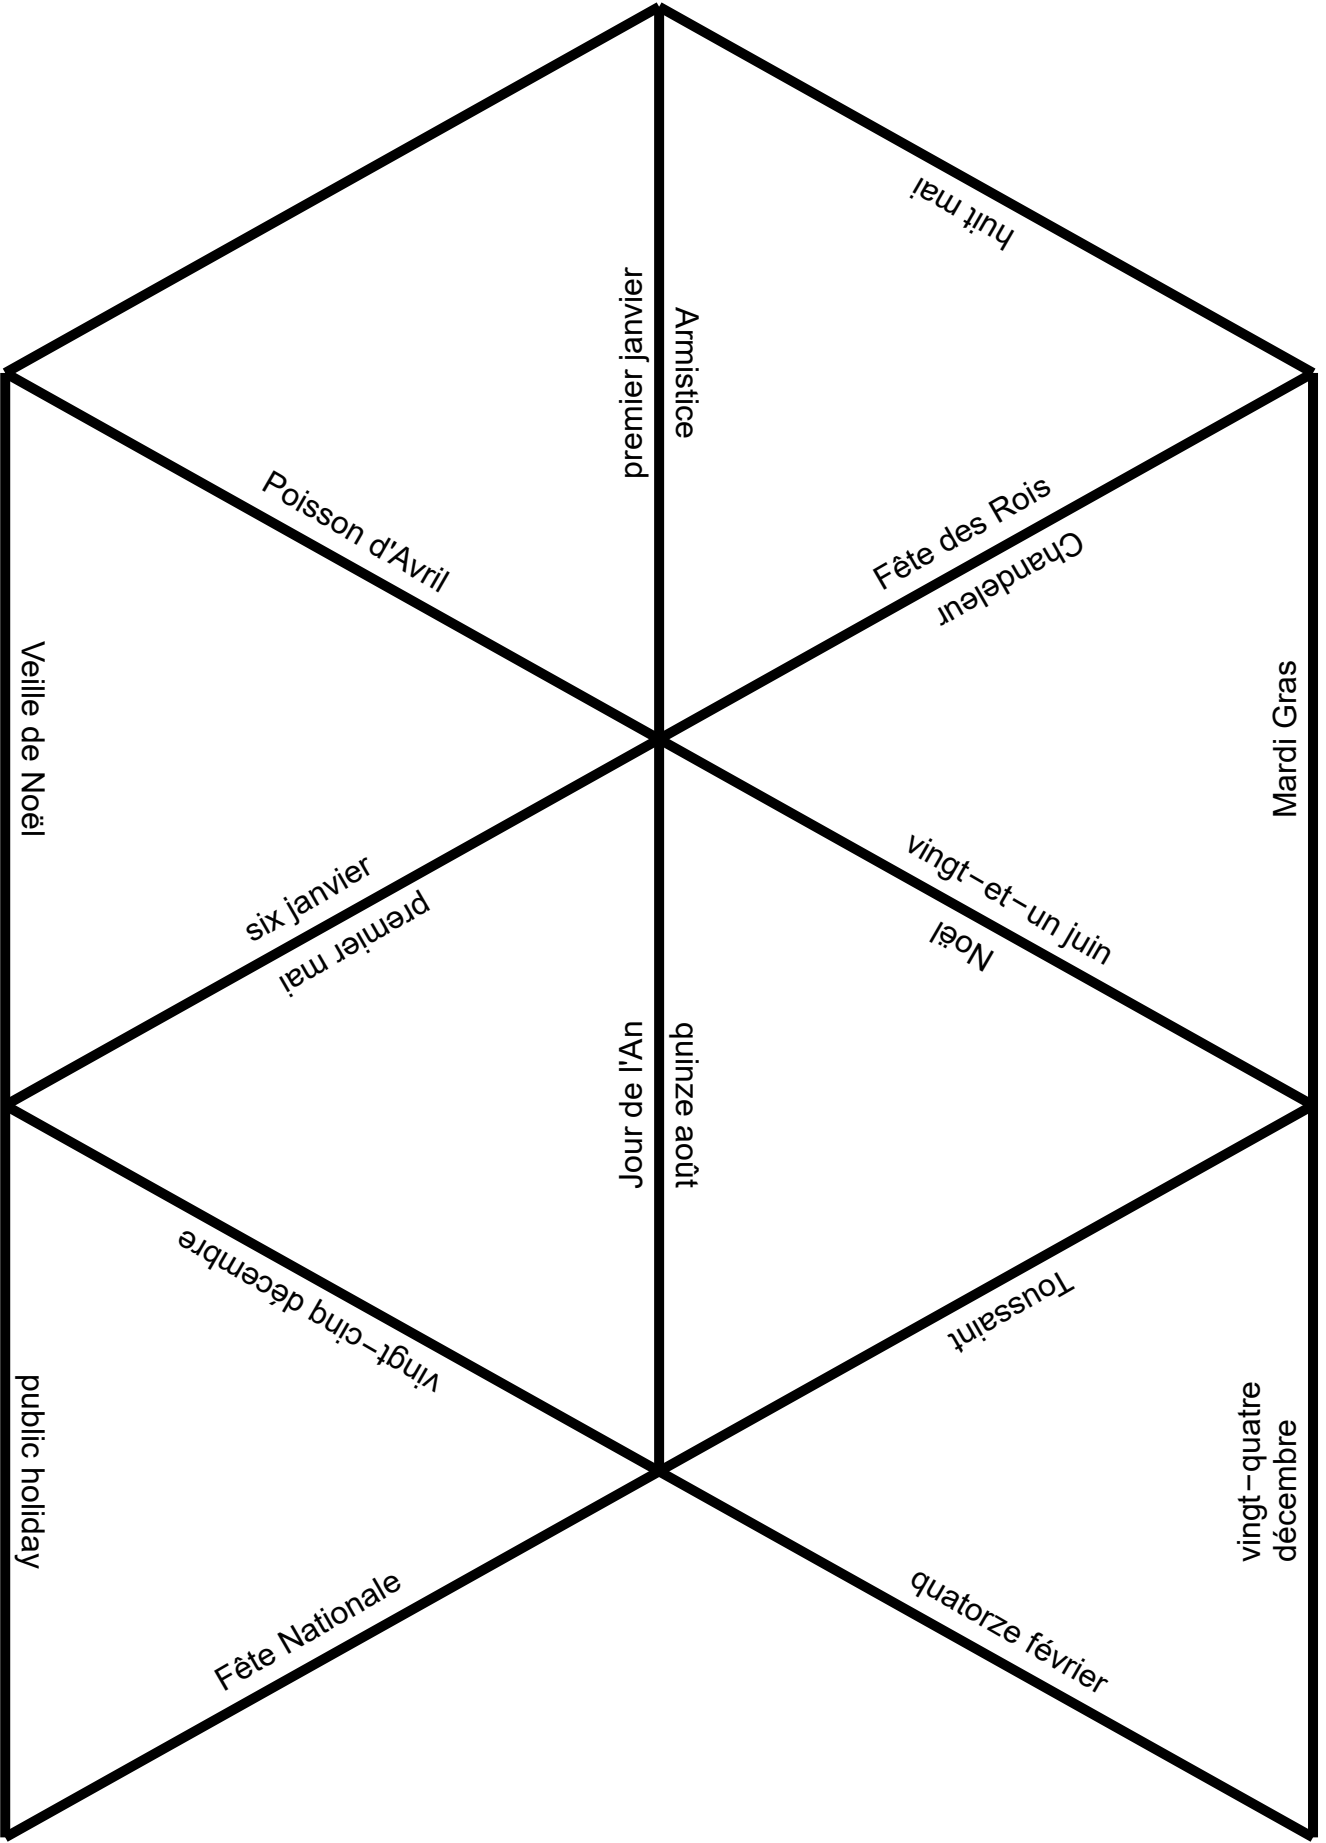 huit mai
premier janvier
Armistice
Poisson d'Avril
Fête des Rois
Chandeleur
Veille de Noël
Mardi Gras
six janvier
premier mai
vingt-et-un juin
Noël
Jour de l'An
quinze août
vingt-cinq décembre
Toussaint
public holiday
vingt-quatre
décembre
Fête Nationale
quatorze février